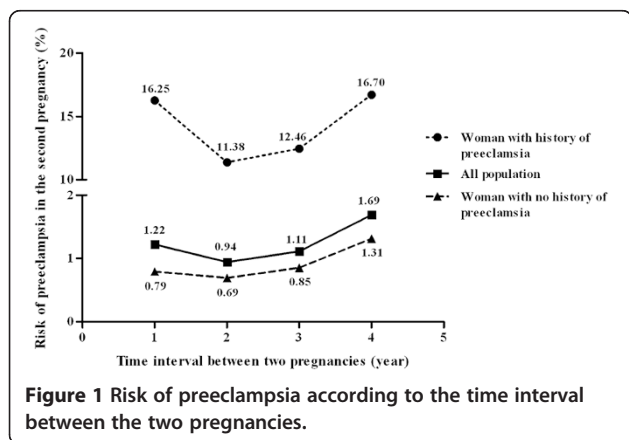 Risk of preeclampsia in the second pregnancy (%)
20
15
10
2
1
0
16.25
11.38
12.46
16.70
1.22
0.94
1.11
1.69
0.79
0.69
0.85
1.31
0
1
2
3
4
5
Time interval between two pregnancies (year)
Woman with history of
preeclamsia
All population
Woman with no history of
preeclamsia
Figure 1 Risk of preeclampsia according to the time interval
between the two pregnancies.